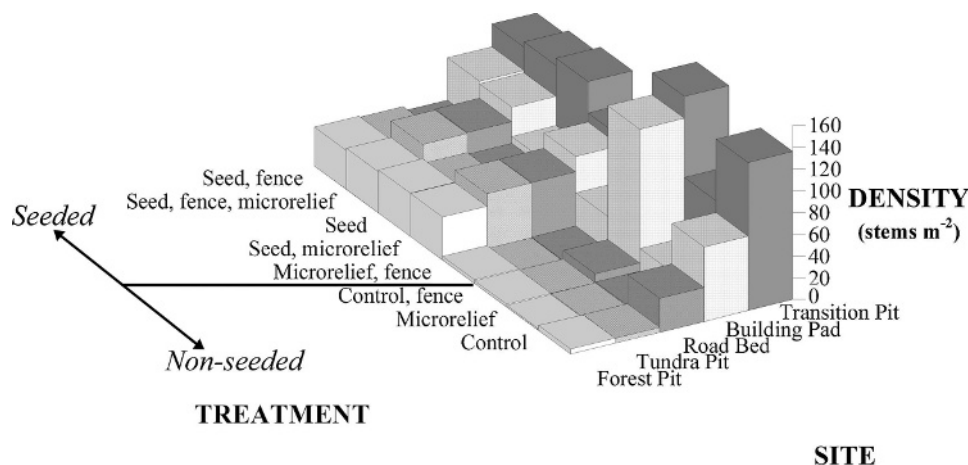 160
140
120
100
80
60
40
20
0
DENSITY
(stems m-2)
Seed, fence
Seed, fence, microrelief
Seed
Seed, microrelief
Microrelief, fence
Control, fence
Microrelief
Control
Seeded
Non-seeded
TREATMENT
Transition Pit
Building Pad
Road Bed
Tundra Pit
Forest Pit
SITE